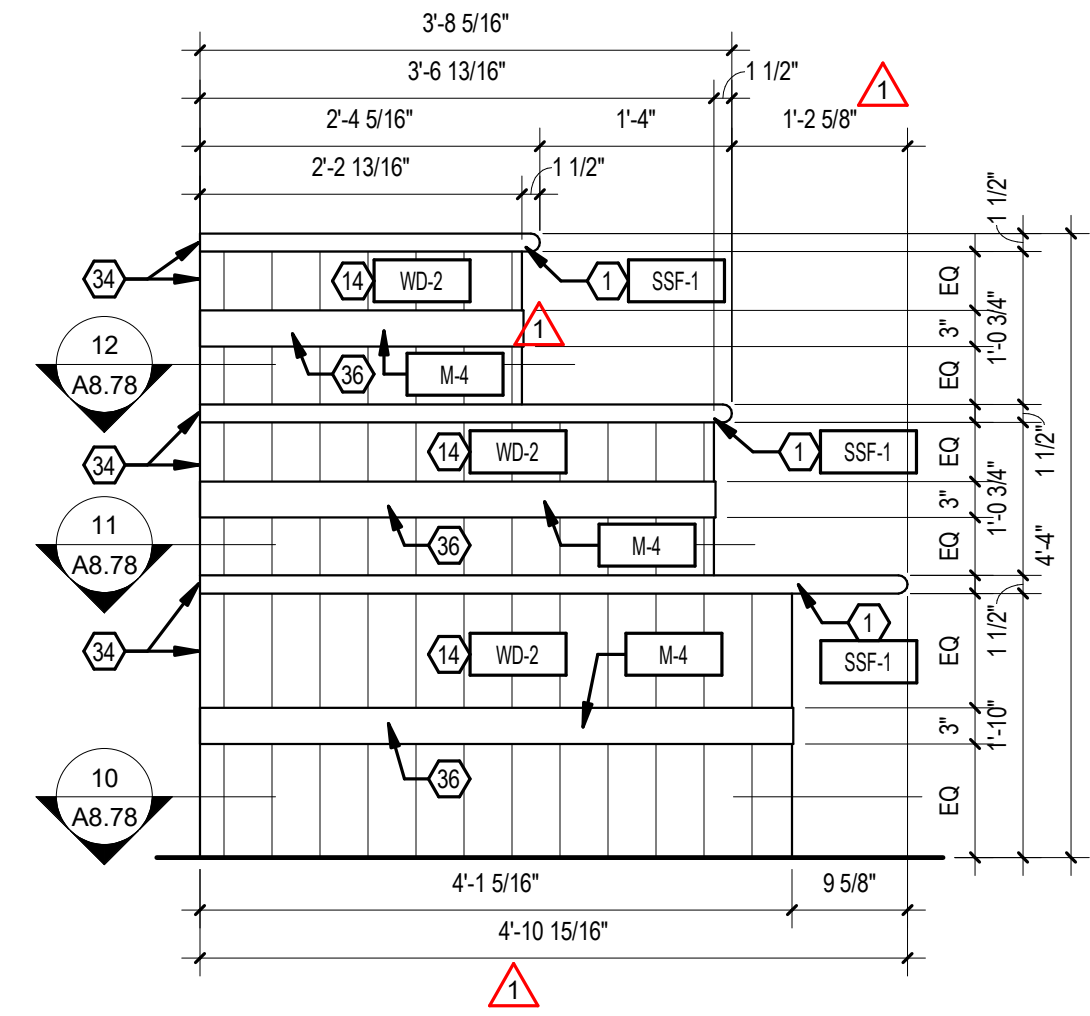 3'-8 5/16"
3'-6 13/16"
1 1/2"
1
2'-4 5/16"
1'-4"
1'-2 5/8"
2'-2 13/16"
1 1/2"
1 1/2"
34
14
WD-2
1
SSF-1
EQ
12
A8.78
1
3"
1'-0 3/4"
36
M-4
EQ
34
14
WD-2
1
SSF-1
EQ
1 1/2"
11
A8.78
36
M-4
3"
1'-0 3/4"
EQ
4'-4"
34
14
WD-2
M-4
1
SSF-1
EQ
1 1/2"
10
A8.78
36
3"
1'-10"
EQ
4'-1 5/16"
9 5/8"
4'-10 15/16"
1